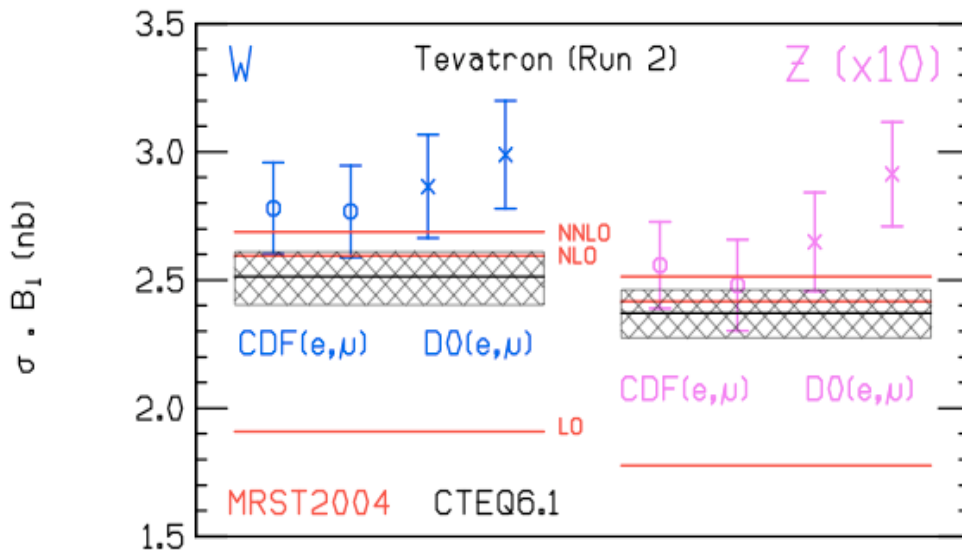 3.5
W
Tevatron (Run 2)
Z (x10)
3.0
NNLO
NLO
2.5
σ . B₁ (nb)
CDF(e,μ)
D0(e,μ)
CDF(e,μ)
D0(e,μ)
2.0
LO
MRST2004
CTEQ6.1
1.5